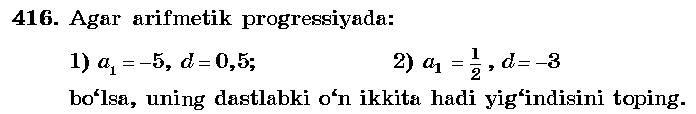 416. Agar arifmetik progressiyada:
1) a₁ = –5, d = 0,5; 2) a₁ = 1/2, d = –3
bo‘lsa, uning dastlabki o‘n ikkita hadi yig‘indisini toping.